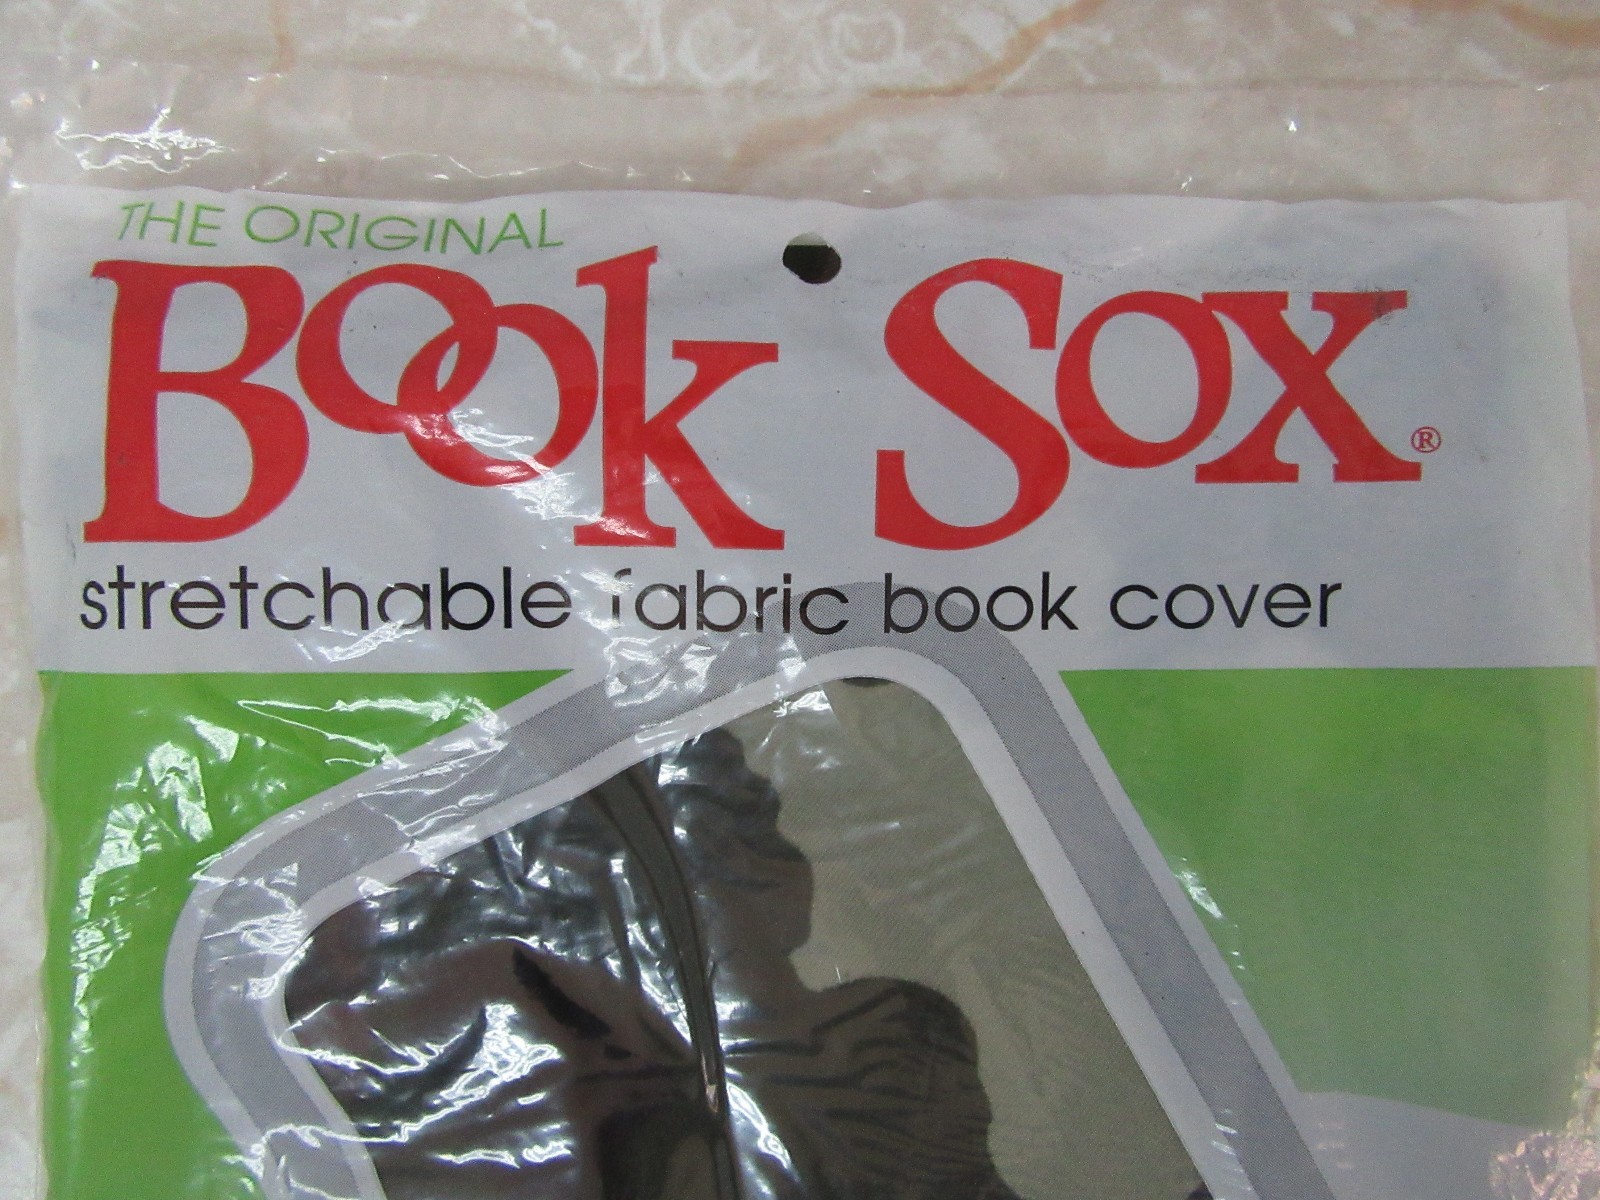 THE ORIGINAL
Book Sox®
stretchable fabric book cover